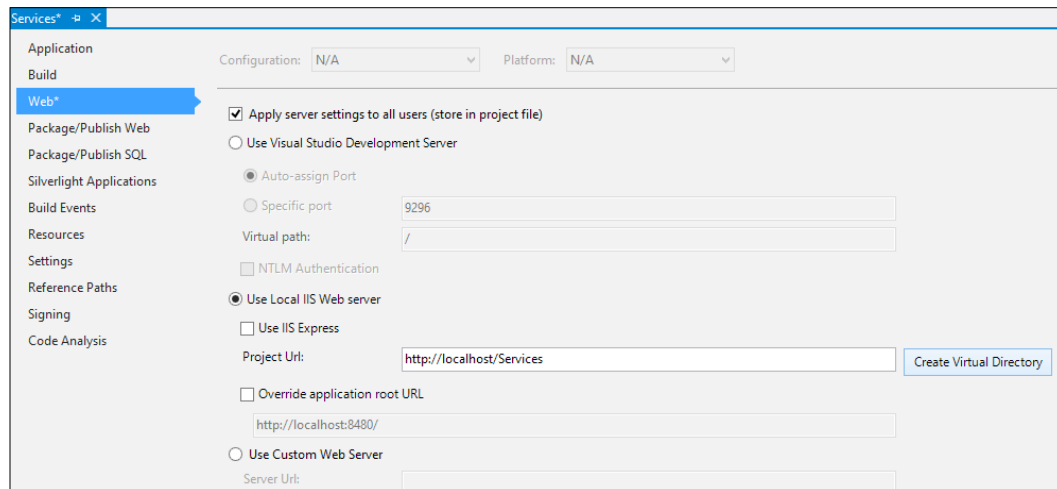 Services*
Application
Build
Web*
Package/Publish Web
Package/Publish SQL
Silverlight Applications
Build Events
Resources
Settings
Reference Paths
Signing
Code Analysis
Configuration: N/A Platform: N/A
Apply server settings to all users (store in project file)
Use Visual Studio Development Server
Auto-assign Port
Specific port 9296
Virtual path: /
NTLM Authentication
Use Local IIS Web server
Use IIS Express
Project Url: http://localhost/Services Create Virtual Directory
Override application root URL
http://localhost:8480/
Use Custom Web Server
Server Url: